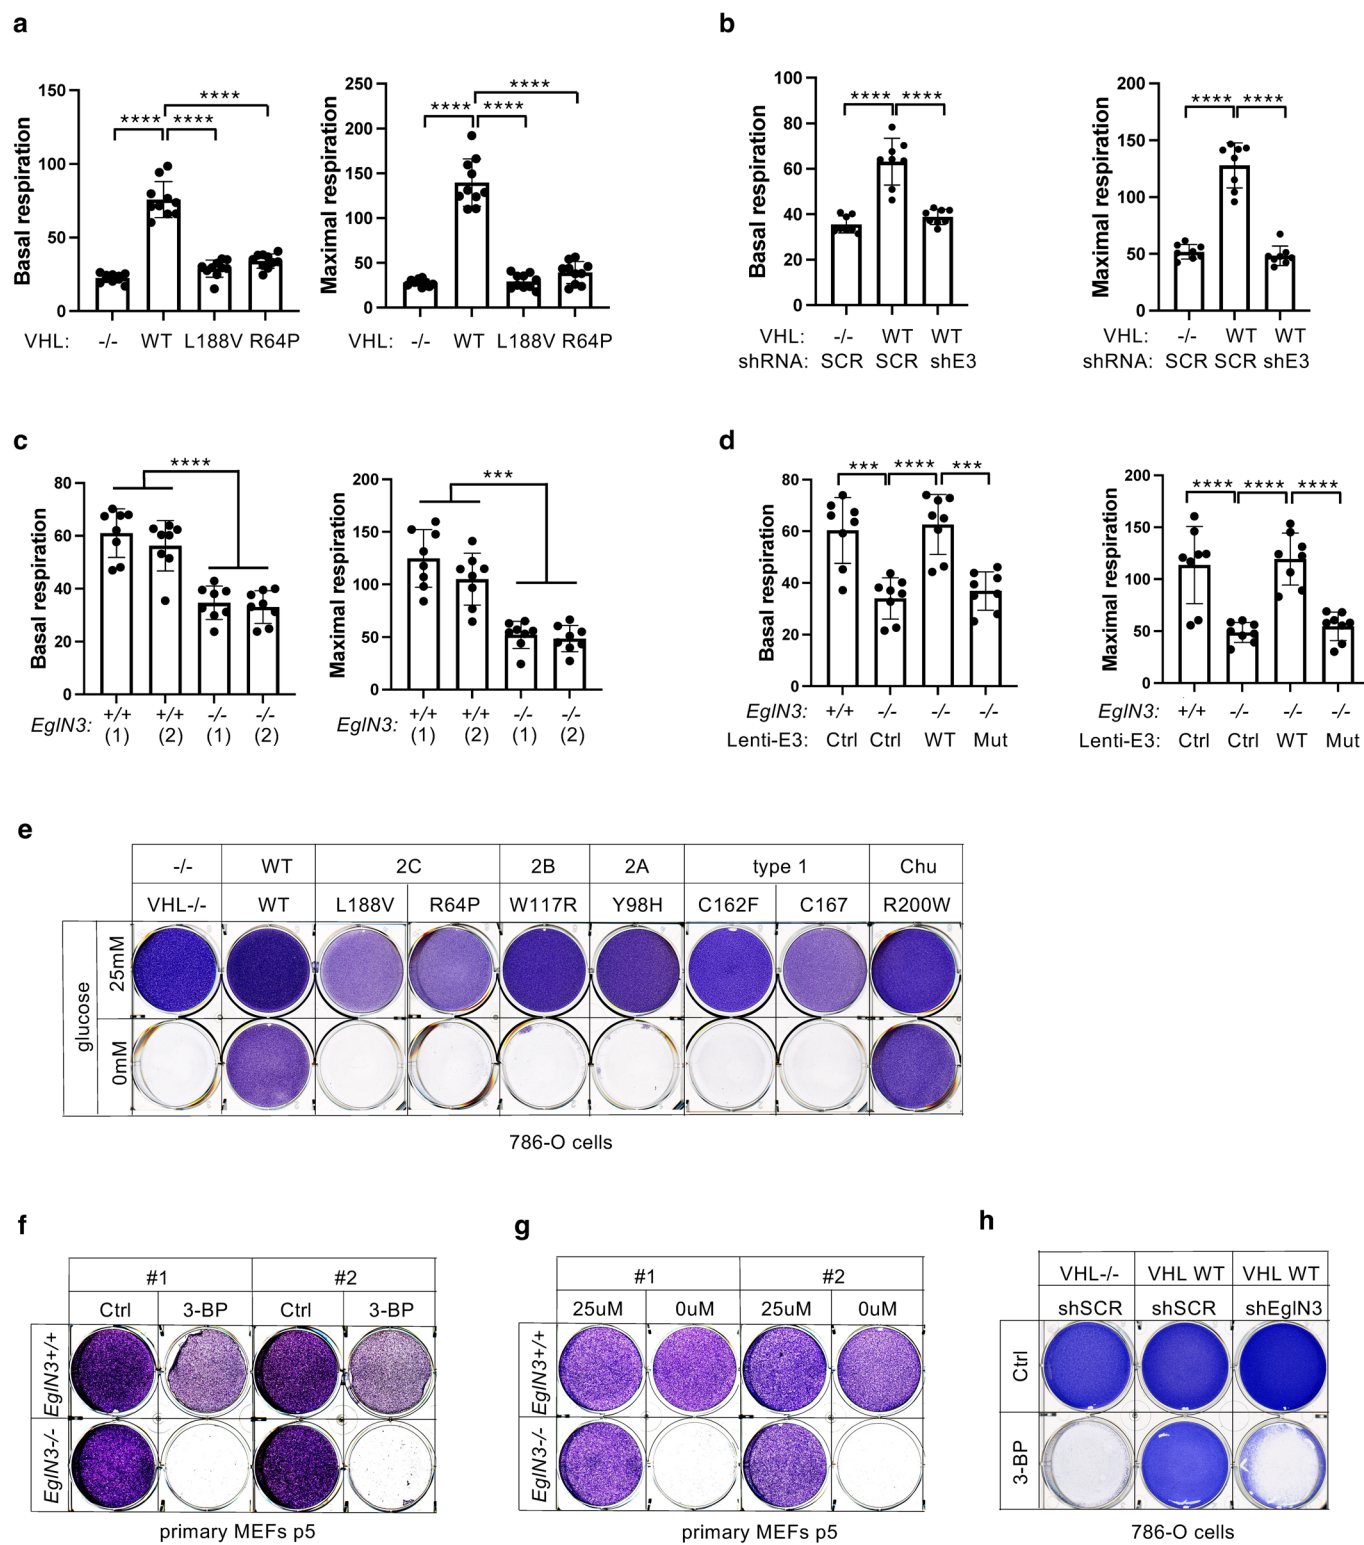 a
150
100
50
0
Basal respiration
**** ****
****
VHL: -/- WT L188V R64P
250
200
150
100
50
0
Maximal respiration
**** ****
****
VHL: -/- WT L188V R64P
b
100
80
60
40
20
0
Basal respiration
**** ****
VHL: -/- WT WT
shRNA: SCR SCR shE3
200
150
100
50
0
Maximal respiration
**** ****
VHL: -/- WT WT
shRNA: SCR SCR shE3
c
80
60
40
20
0
Basal respiration
****
EglN3: +/+ +/+ -/- -/-
(1) (2) (1) (2)
200
150
100
50
0
Maximal respiration
***
EglN3: +/+ +/+ -/- -/-
(1) (2) (1) (2)
d
80
60
40
20
0
Basal respiration
*** **** ***
EglN3: +/+ -/- -/- -/-
Lenti-E3: Ctrl Ctrl WT Mut
200
150
100
50
0
Maximal respiration
**** **** ****
EglN3: +/+ -/- -/- -/-
Lenti-E3: Ctrl Ctrl WT Mut
e
-/- WT 2C 2B 2A type 1 Chu
VHL-/- WT L188V R64P W117R Y98H C162F C167 R200W
glucose
25mM
0mM
786-O cells
f
#1 #2
Ctrl 3-BP Ctrl 3-BP
EglN3+/+
EglN3-/-
primary MEFs p5
g
#1 #2
25uM 0uM 25uM 0uM
EglN3+/+
EglN3-/-
primary MEFs p5
h
VHL-/- VHL WT VHL WT
shSCR shSCR shEglN3
Ctrl
3-BP
786-O cells